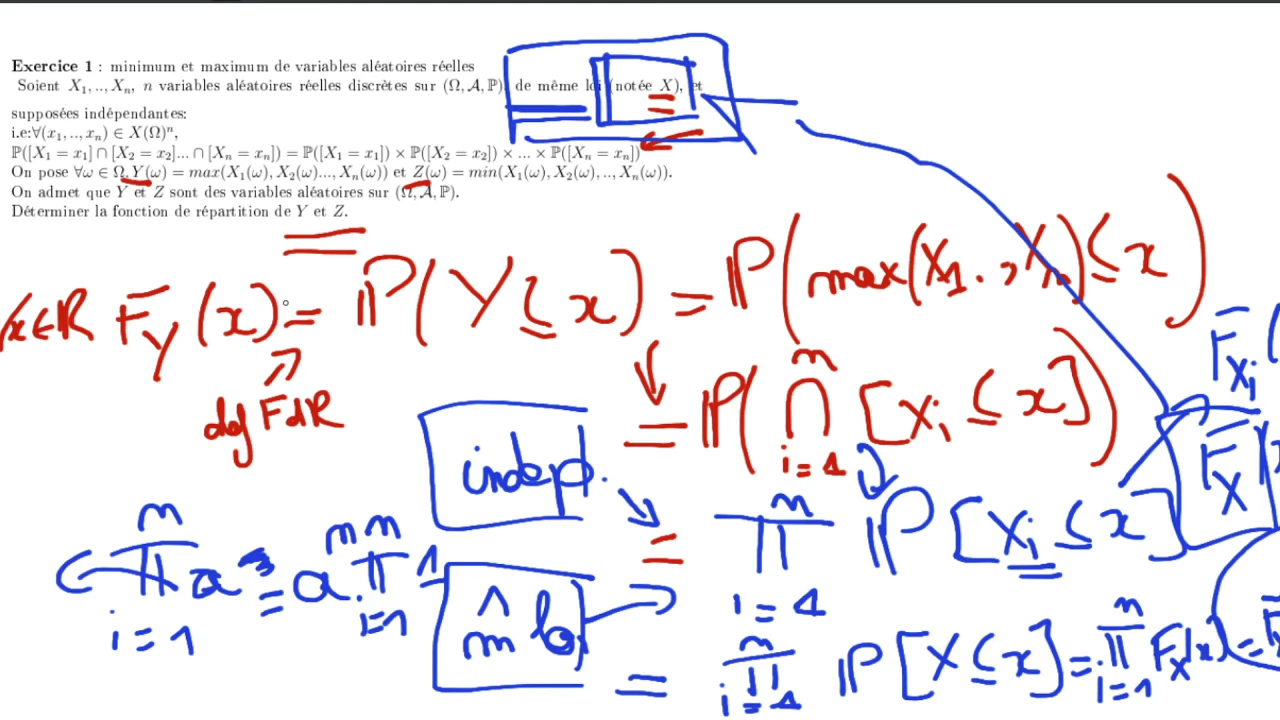 Exercice 1 : minimum et maximum de variables aléatoires réelles
Soient X₁,..,Xₙ, n variables aléatoires réelles discrètes sur (Ω, A, ℙ) de même loi (notée X), et
supposées indépendantes:
i.e:∀(x₁,..,xₙ) ∈ X(Ω)ⁿ,
ℙ([X₁ = x₁] ∩ [X₂ = x₂]... ∩ [Xₙ = xₙ]) = ℙ([X₁ = x₁]) × ℙ([X₂ = x₂]) × ... × ℙ([Xₙ = xₙ])
On pose ∀ω ∈ Ω, Y(ω) = max(X₁(ω), X₂(ω)..., Xₙ(ω)) et Z(ω) = min(X₁(ω), X₂(ω), .., Xₙ(ω)).
On admet que Y et Z sont des variables aléatoires sur (Ω, A, ℙ).
Déterminer la fonction de répartition de Y et Z.
x∈ℝ F_Y(x) = ℙ(Y ≤ x) = ℙ(max(X₁.,Xₙ) ≤ x)
def FdR
= ℙ(⋂ᵢ₌₁ⁿ [Xᵢ ≤ x])
F_Xᵢ(
indep.
= ∏ᵢ₌₁ⁿ ℙ[Xᵢ ≤ x]
F_X
∏ᵢ₌₁ⁿ a = aⁿ.∏ᵢ₌₁ⁿ 1
m̂ loi
= ∏ᵢ₌₁ⁿ ℙ[X ≤ x] = ∏ᵢ₌₁ⁿ F_X(x) =